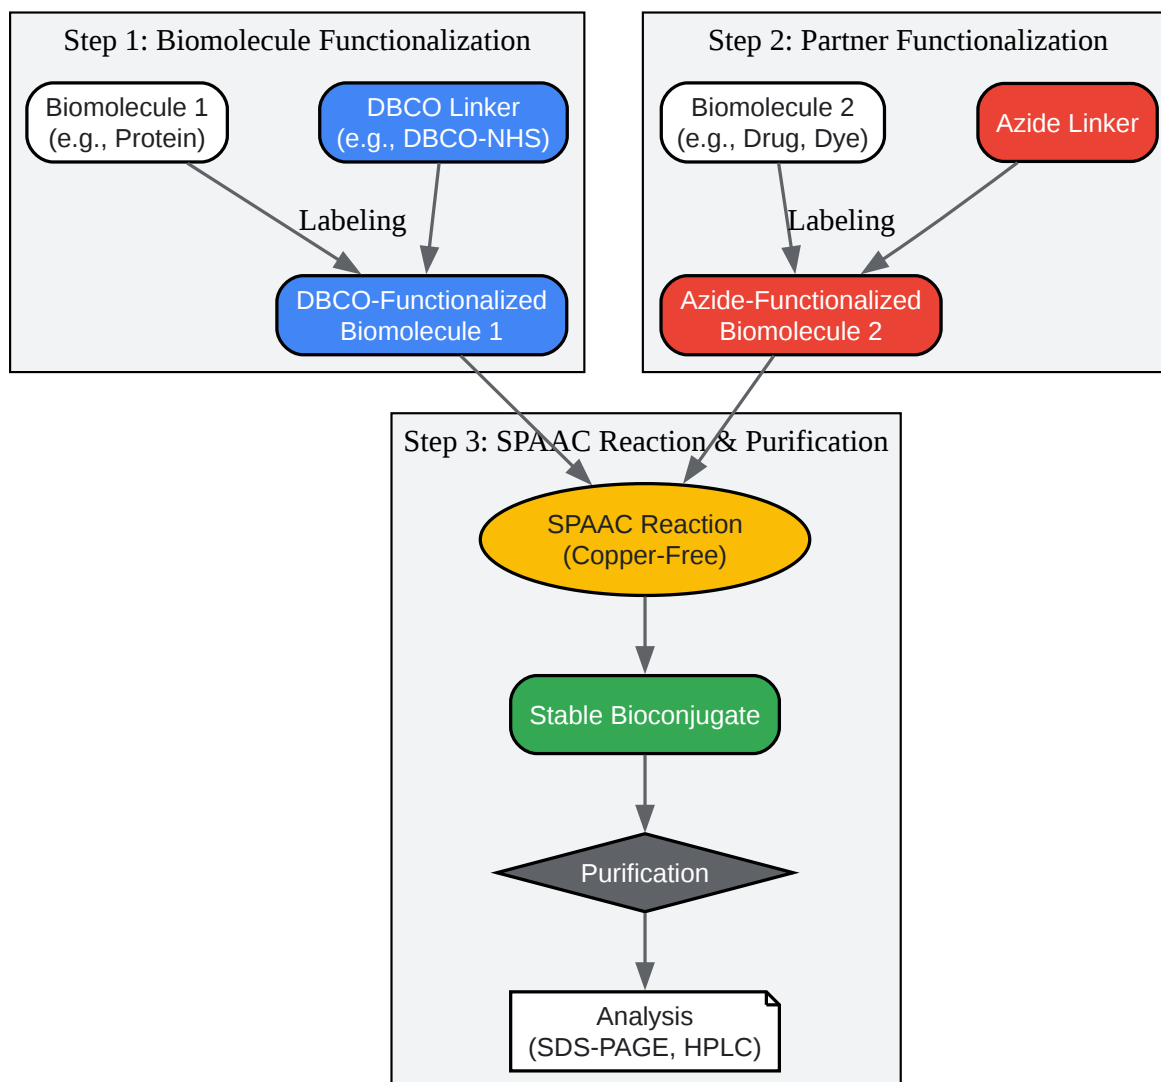 Step 1: Biomolecule Functionalization
Biomolecule 1
(e.g., Protein)
DBCO Linker
(e.g., DBCO-NHS)
Labeling
DBCO-Functionalized
Biomolecule 1
Step 2: Partner Functionalization
Biomolecule 2
(e.g., Drug, Dye)
Azide Linker
Labeling
Azide-Functionalized
Biomolecule 2
Step 3: SPAAC Reaction & Purification
SPAAC Reaction
(Copper-Free)
Stable Bioconjugate
Purification
Analysis
(SDS-PAGE, HPLC)